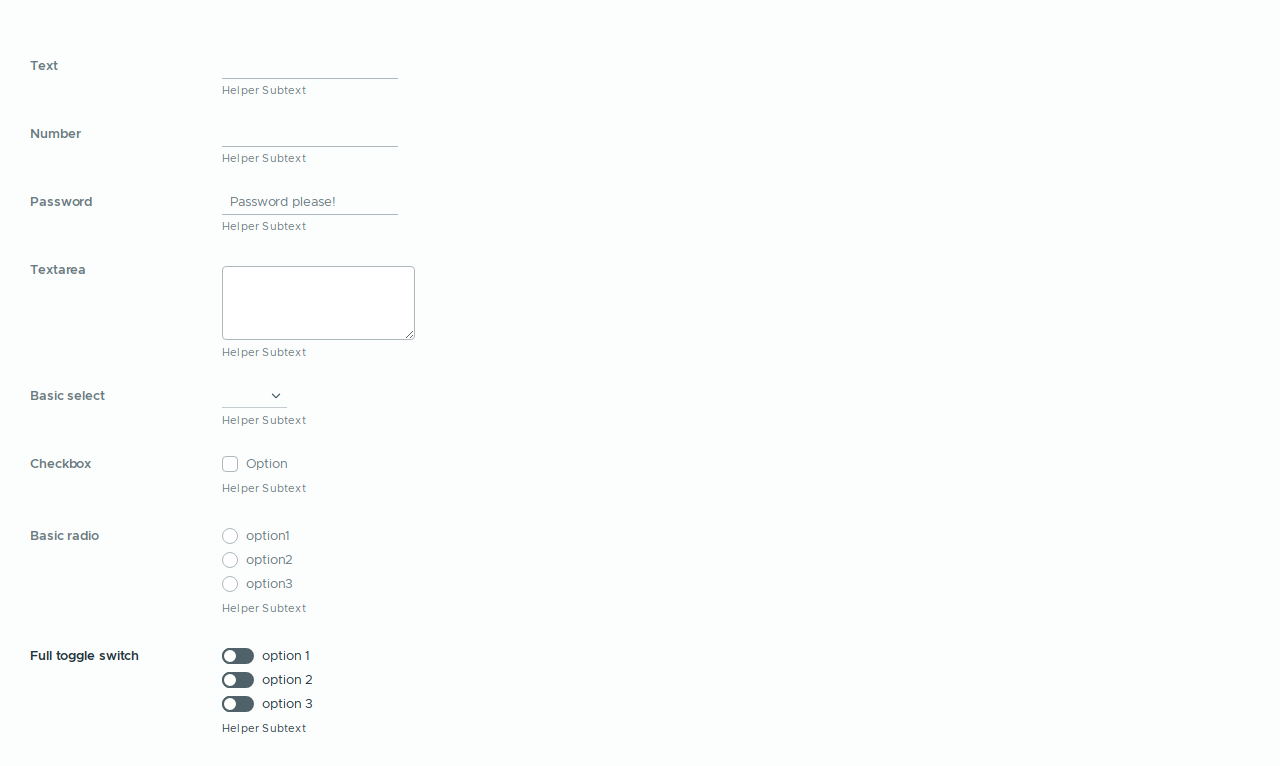 Text
Helper Subtext
Number
Helper Subtext
Password Password please!
Helper Subtext
Textarea
Helper Subtext
Basic select
Helper Subtext
Checkbox Option
Helper Subtext
Basic radio option1
option2
option3
Helper Subtext
Full toggle switch option 1
option 2
option 3
Helper Subtext